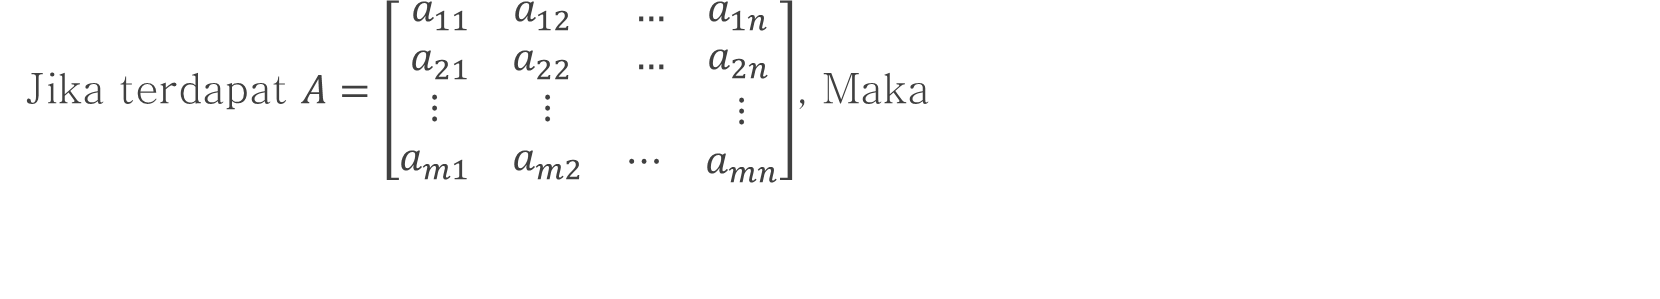 Jika terdapat A = [ a₁₁ a₁₂ … a₁ₙ
a₂₁ a₂₂ … a₂ₙ
⋮ ⋮ ⋮
aₘ₁ aₘ₂ ⋯ aₘₙ ], Maka